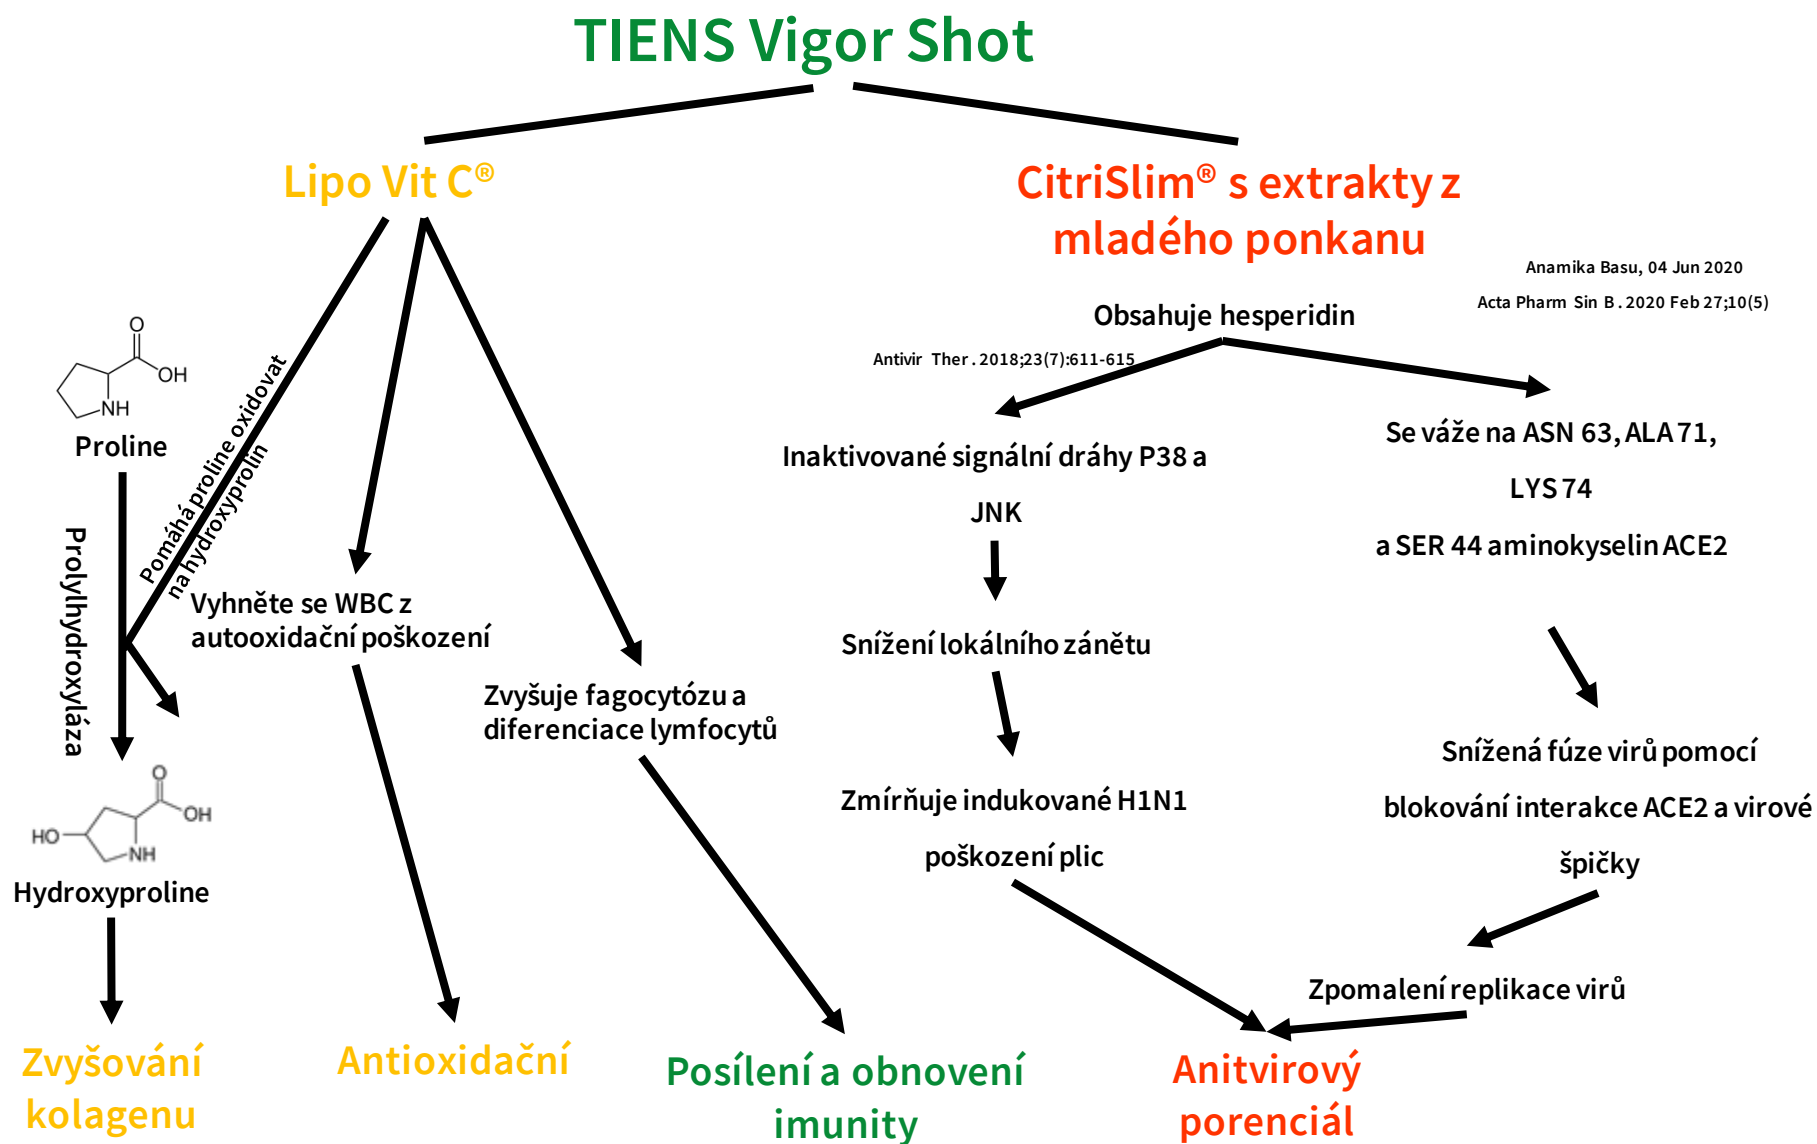 TIENS Vigor Shot
Lipo Vit C®
CitriSlim® s extrakty z
mladého ponkanu
Anamika Basu, 04 Jun 2020
Acta Pharm Sin B. 2020 Feb 27;10(5)
Obsahuje hesperidin
Antivir Ther. 2018;23(7):611-615
O
OH
NH
Proline
Prolylhydroxyláza
Pomáhá proline oxidovat
na hydroxyprolin
Vyhněte se WBC z
autooxidační poškození
Zvyšuje fagocytózu a
diferenciace lymfocytů
Inaktivované signální dráhy P38 a
JNK
Snížení lokálního zánětu
Zmírňuje indukované H1N1
poškození plic
Se váže na ASN 63, ALA 71,
LYS 74
a SER 44 aminokyselin ACE2
Snížená fúze virů pomocí
blokování interakce ACE2 a virové
špičky
Zpomalení replikace virů
O
OH
HO
NH
Hydroxyproline
Zvyšování
kolagenu
Antioxidační
Posílení a obnovení
imunity
Anitvirový
porenciál